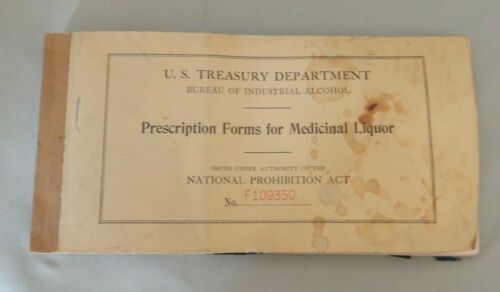 U. S. TREASURY DEPARTMENT
BUREAU OF INDUSTRIAL ALCOHOL
Prescription Forms for Medicinal Liquor
ISSUED UNDER AUTHORITY OF THE
NATIONAL PROHIBITION ACT
No. F109350